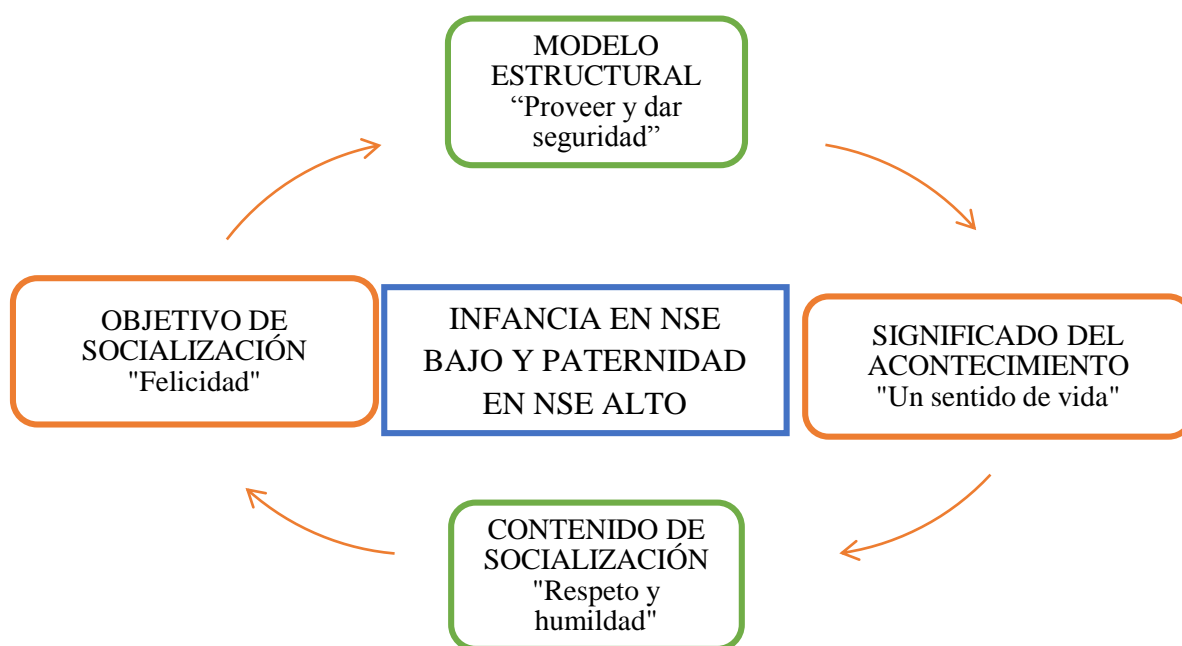 MODELO
ESTRUCTURAL
“Proveer y dar
seguridad”
OBJETIVO DE
SOCIALIZACIÓN
"Felicidad"
INFANCIA EN NSE
BAJO Y PATERNIDAD
EN NSE ALTO
SIGNIFICADO DEL
ACONTECIMIENTO
"Un sentido de vida"
CONTENIDO DE
SOCIALIZACIÓN
"Respeto y
humildad"